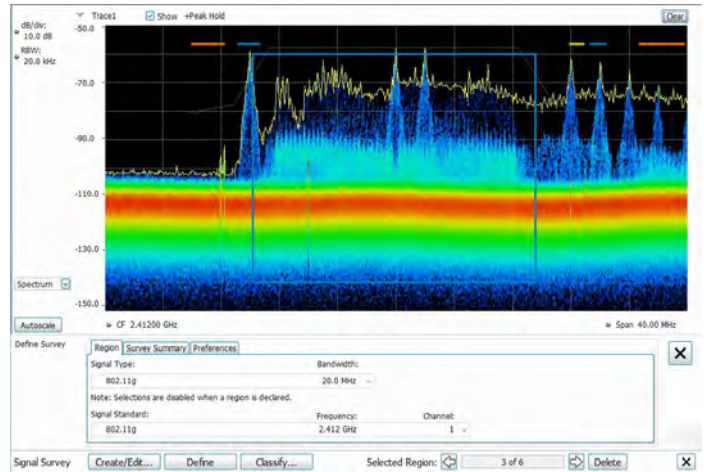 Trace1 Show +Peak Hold Clear
dB/div:
10.0 dB
RBW:
20.0 kHz
-50.0
-70.0
-90.0
-110.0
-130.0
-150.0
Spectrum
Autoscale
CF 2.41200 GHz
Span 40.00 MHz
Define Survey
Region Survey Summary Preferences
Signal Type: Bandwidth:
802.11g 20.0 MHz
Note: Selections are disabled when a region is declared.
Signal Standard: Frequency: Channel:
802.11g 2.412 GHz 1
Signal Survey Create/Edit... Define Classify... Selected Region: 3 of 6 Delete